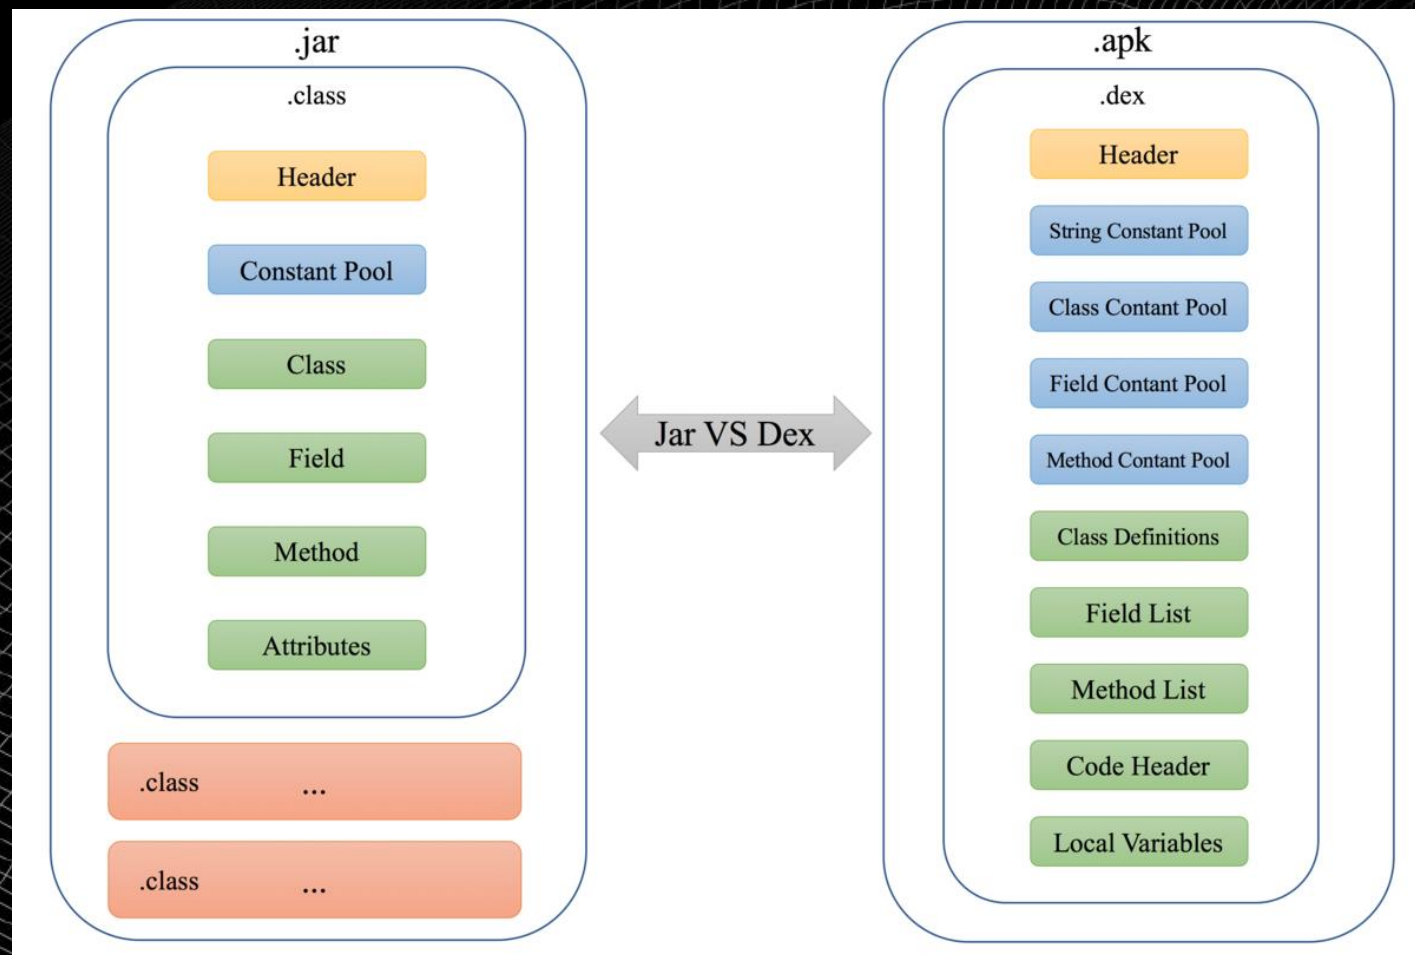 .jar
.class
Header
Constant Pool
Class
Field
Method
Attributes
.class ...
.class ...
Jar VS Dex
.apk
.dex
Header
String Constant Pool
Class Contant Pool
Field Contant Pool
Method Contant Pool
Class Definitions
Field List
Method List
Code Header
Local Variables